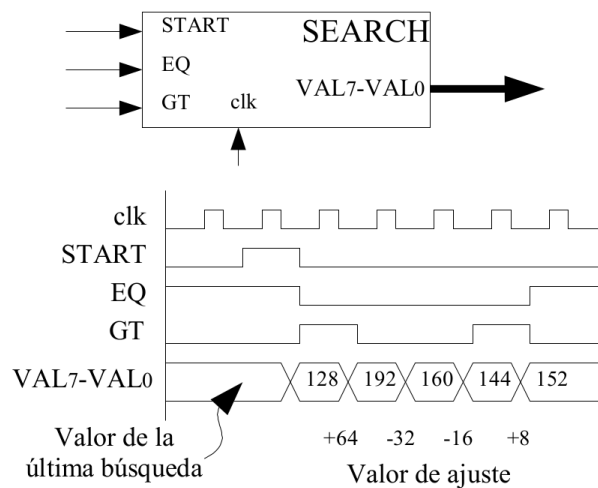 START
SEARCH
EQ
VAL7-VAL0
GT
clk
clk
START
EQ
GT
VAL7-VAL0
128 192 160 144 152
Valor de la
última búsqueda
+64 -32 -16 +8
Valor de ajuste